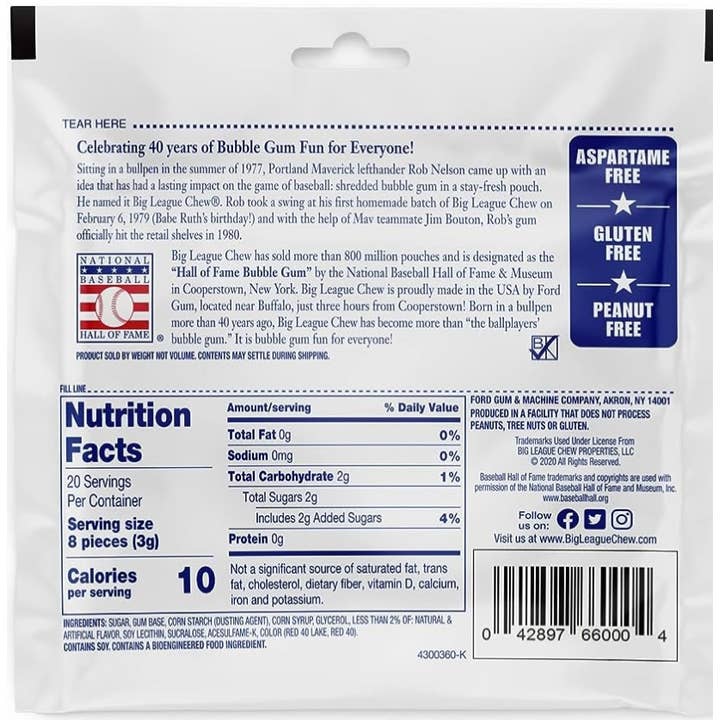 TEAR HERE
Celebrating 40 years of Bubble Gum Fun for Everyone!
Sitting in a bullpen in the summer of 1977, Portland Maverick lefthander Rob Nelson came up with an
idea that has had a lasting impact on the game of baseball: shredded bubble gum in a stay-fresh pouch.
He named it Big League Chew®. Rob took a swing at his first homemade batch of Big League Chew on
February 6, 1979 (Babe Ruth's birthday!) and with the help of Mav teammate Jim Bouton, Rob's gum
officially hit the retail shelves in 1980.
NATIONAL
BASEBALL
HALL OF FAME ®
Big League Chew has sold more than 800 million pouches and is designated as the
“Hall of Fame Bubble Gum” by the National Baseball Hall of Fame & Museum
in Cooperstown, New York. Big League Chew is proudly made in the USA by Ford
Gum, located near Buffalo, just three hours from Cooperstown! Born in a bullpen
more than 40 years ago, Big League Chew has become more than “the ballplayers'
bubble gum.” It is bubble gum fun for everyone!
PRODUCT SOLD BY WEIGHT NOT VOLUME. CONTENTS MAY SETTLE DURING SHIPPING.
ASPARTAME
FREE
GLUTEN
FREE
PEANUT
FREE
FILL LINE
Nutrition
Facts
20 Servings
Per Container
Serving size
8 pieces (3g)
Calories
per serving
10
Amount/serving % Daily Value
Total Fat 0g 0%
Sodium 0mg 0%
Total Carbohydrate 2g 1%
Total Sugars 2g
Includes 2g Added Sugars 4%
Protein 0g
Not a significant source of saturated fat, trans
fat, cholesterol, dietary fiber, vitamin D, calcium,
iron and potassium.
INGREDIENTS: SUGAR, GUM BASE, CORN STARCH (DUSTING AGENT), CORN SYRUP, GLYCEROL, LESS THAN 2% OF: NATURAL &
ARTIFICIAL FLAVOR, SOY LECITHIN, SUCRALOSE, ACESULFAME-K, COLOR (RED 40 LAKE, RED 40).
CONTAINS SOY. CONTAINS A BIOENGINEERED FOOD INGREDIENT.
4300360-K
FORD GUM & MACHINE COMPANY, AKRON, NY 14001
PRODUCED IN A FACILITY THAT DOES NOT PROCESS
PEANUTS, TREE NUTS OR GLUTEN.
Trademarks Used Under License From
BIG LEAGUE CHEW PROPERTIES, LLC
© 2020 All Rights Reserved.
Baseball Hall of Fame trademarks and copyrights are used with
permission of the National Baseball Hall of Fame and Museum, Inc.
www.baseballhall.org
Follow
us on:
Visit us at www.BigLeagueChew.com
0 42897 66000 4